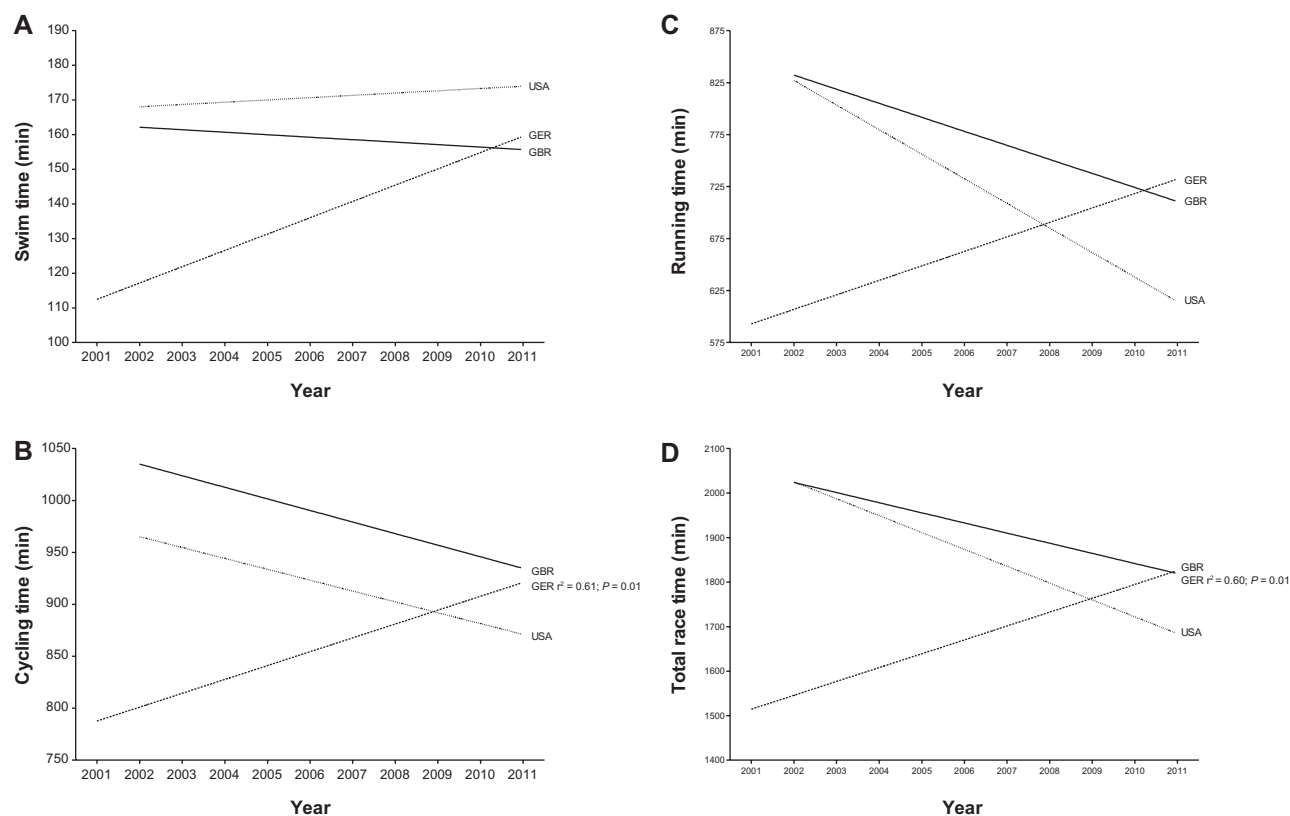 A
Swim time (min)
190
180
170
160
150
140
130
120
110
100
USA
GER
GBR
2001 2002 2003 2004 2005 2006 2007 2008 2009 2010 2011
Year
C
Running time (min)
875
825
775
725
675
625
575
GER
GBR
USA
2001 2002 2003 2004 2005 2006 2007 2008 2009 2010 2011
Year
B
Cycling time (min)
1050
1000
950
900
850
800
750
GBR
GER r² = 0.61; P = 0.01
USA
2001 2002 2003 2004 2005 2006 2007 2008 2009 2010 2011
Year
D
Total race time (min)
2100
2000
1900
1800
1700
1600
1500
1400
GBR
GER r² = 0.60; P = 0.01
USA
2001 2002 2003 2004 2005 2006 2007 2008 2009 2010 2011
Year